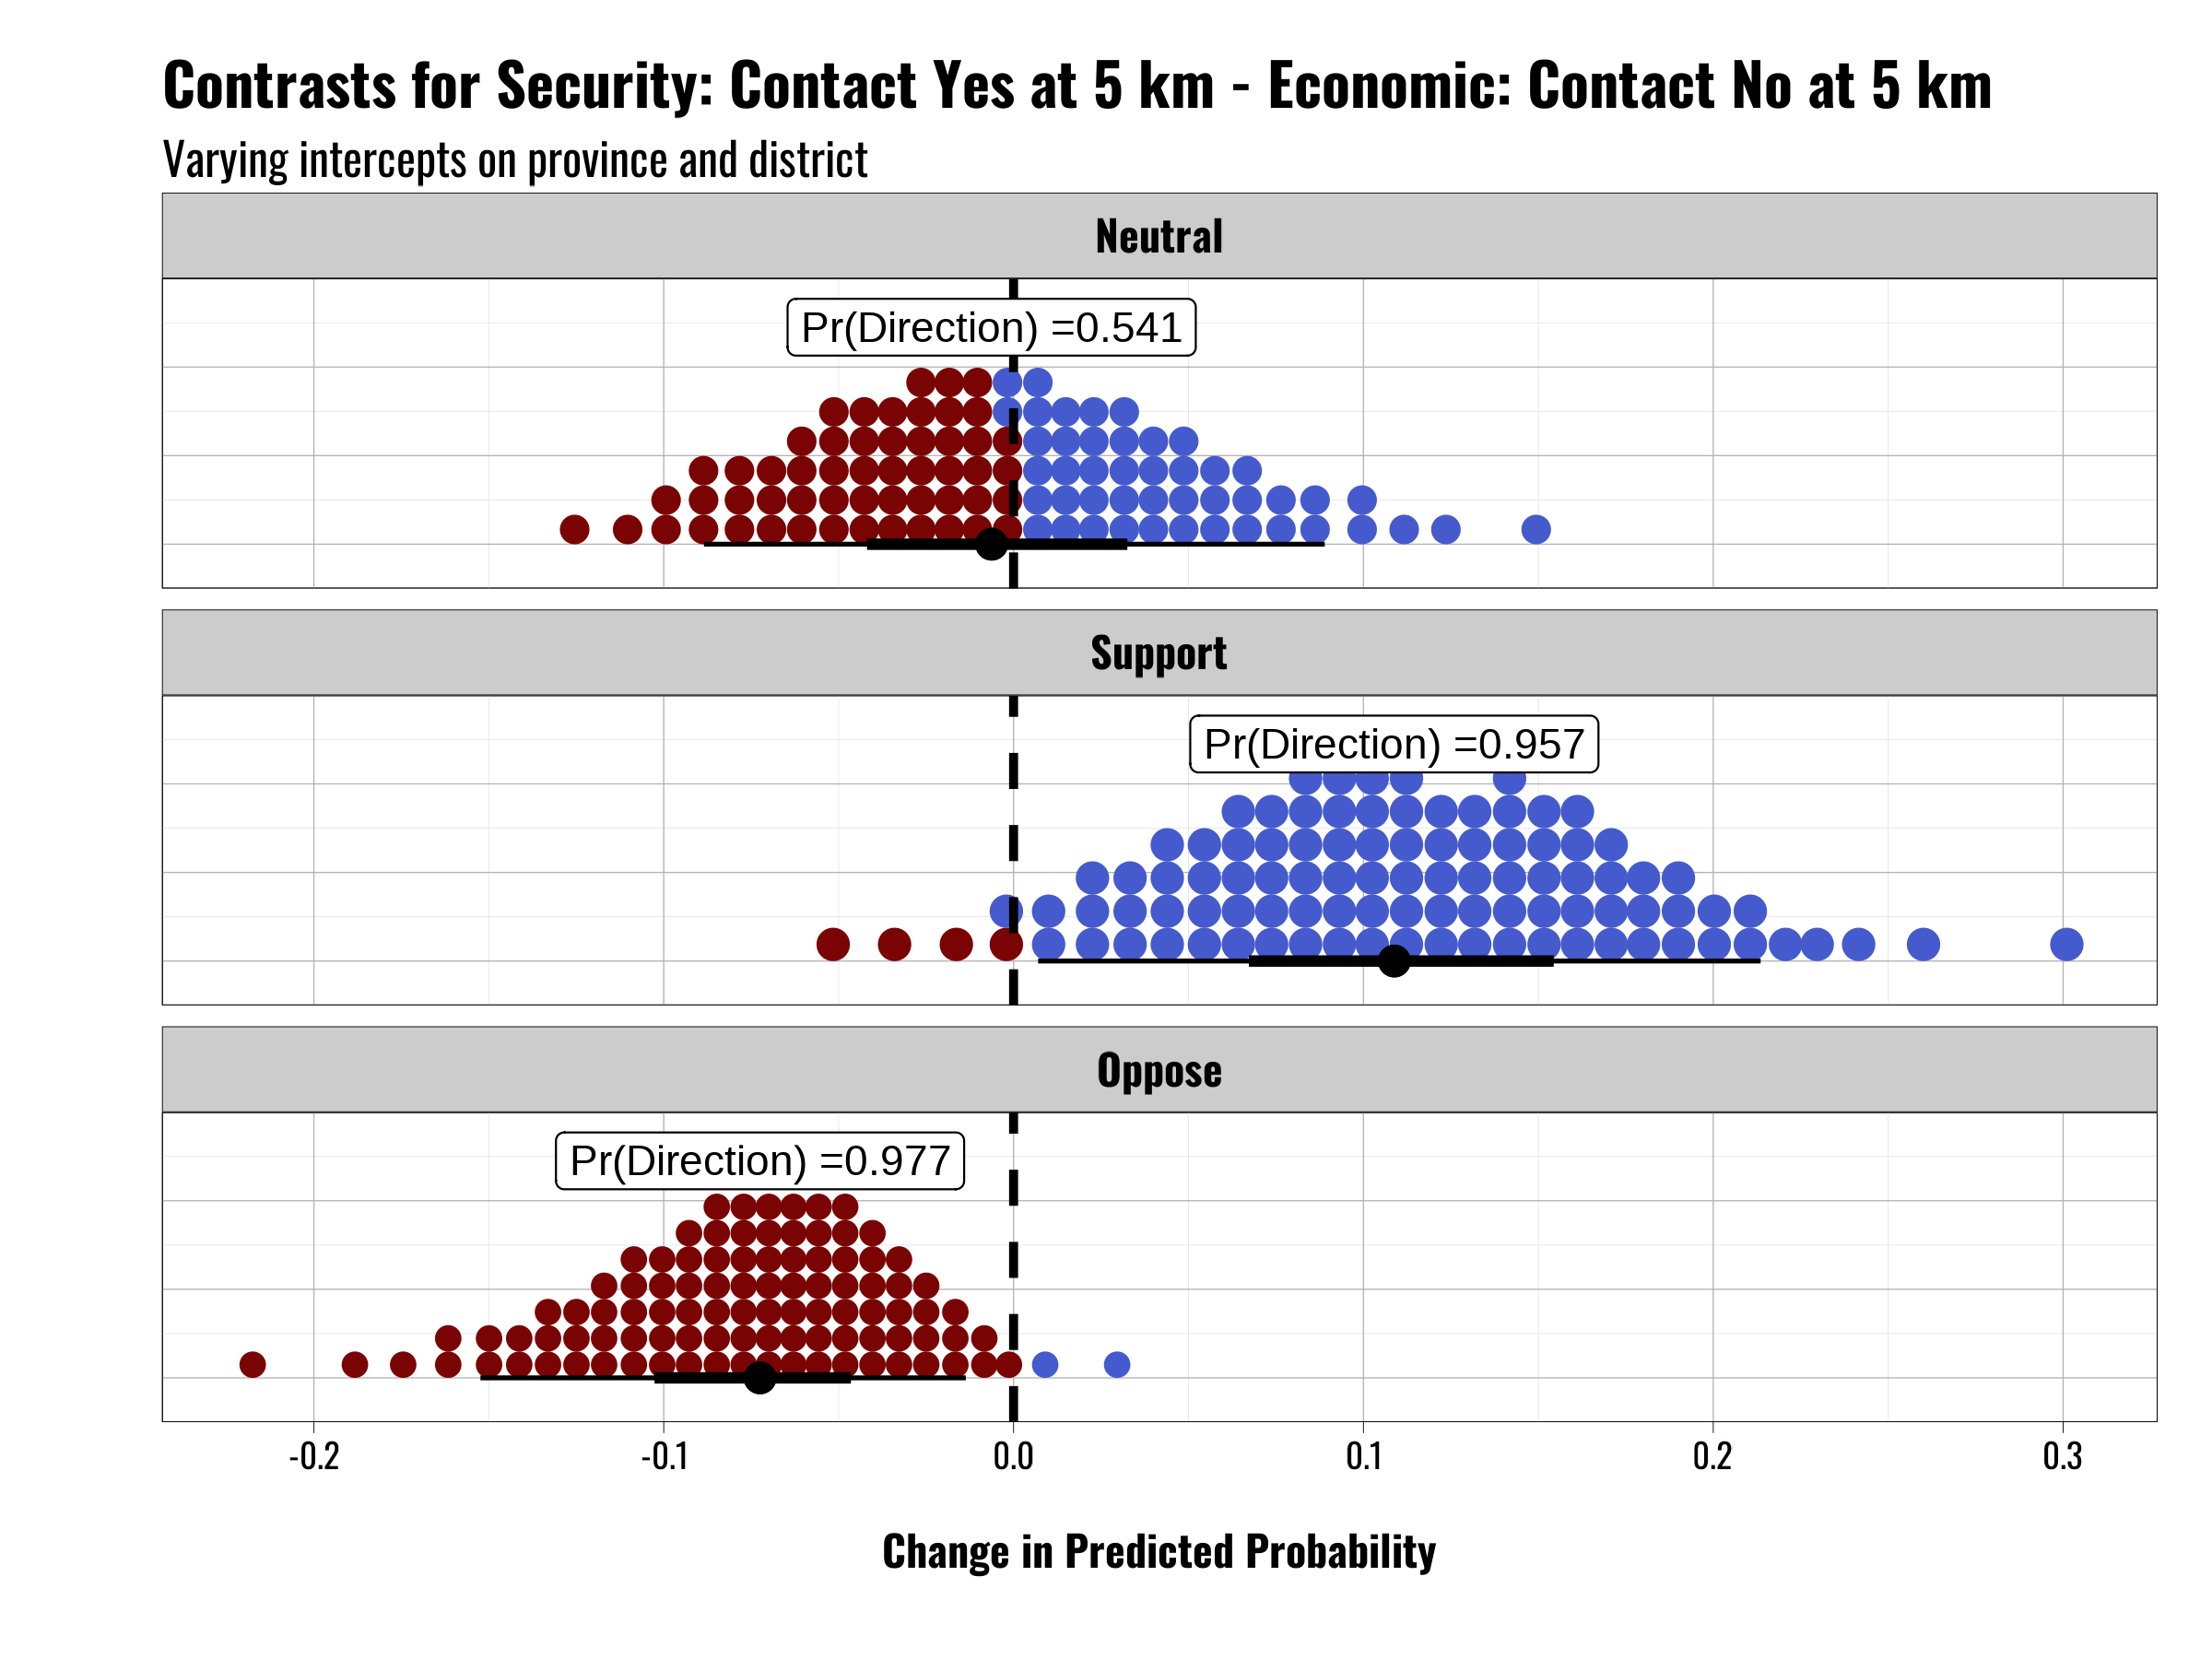 Contrasts for Security: Contact Yes at 5 km - Economic: Contact No at 5 km
Varying intercepts on province and district
Neutral
Pr(Direction) =0.541
Support
Pr(Direction) =0.957
Oppose
Pr(Direction) =0.977
-0.2 -0.1 0.0 0.1 0.2 0.3
Change in Predicted Probability